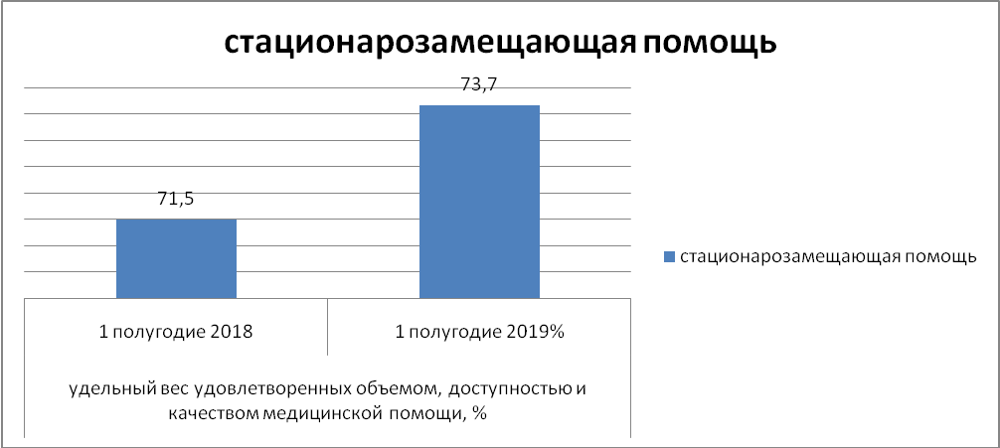 стационарозамещающая помощь
73,7
71,5
стационарозамещающая помощь
1 полугодие 2018
1 полугодие 2019%
удельный вес удовлетворенных объемом, доступностью и
качеством медицинской помощи, %